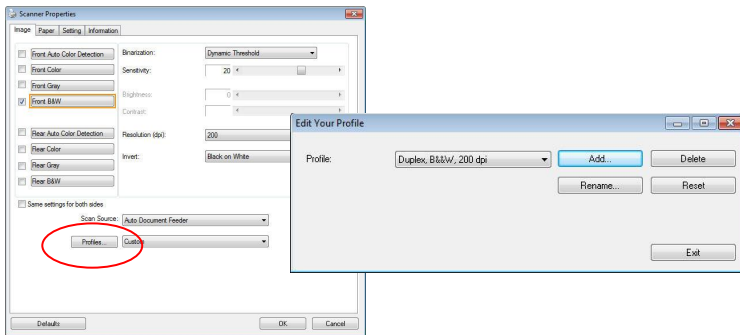 Scanner Properties
Image Paper Setting Information
Front Auto Color Detection
Front Color
Front Gray
Front B&W
Rear Auto Color Detection
Rear Color
Rear Gray
Rear B&W
Binarization: Dynamic Threshold
Sensitivity: 20
Brightness: 0
Contrast:
Resolution (dpi): 200
Invert: Black on White
Same settings for both sides
Scan Source: Auto Document Feeder
Profiles... Custom
Defaults OK Cancel
Edit Your Profile
Profile: Duplex, B&&W, 200 dpi Add... Delete
Rename... Reset
Exit